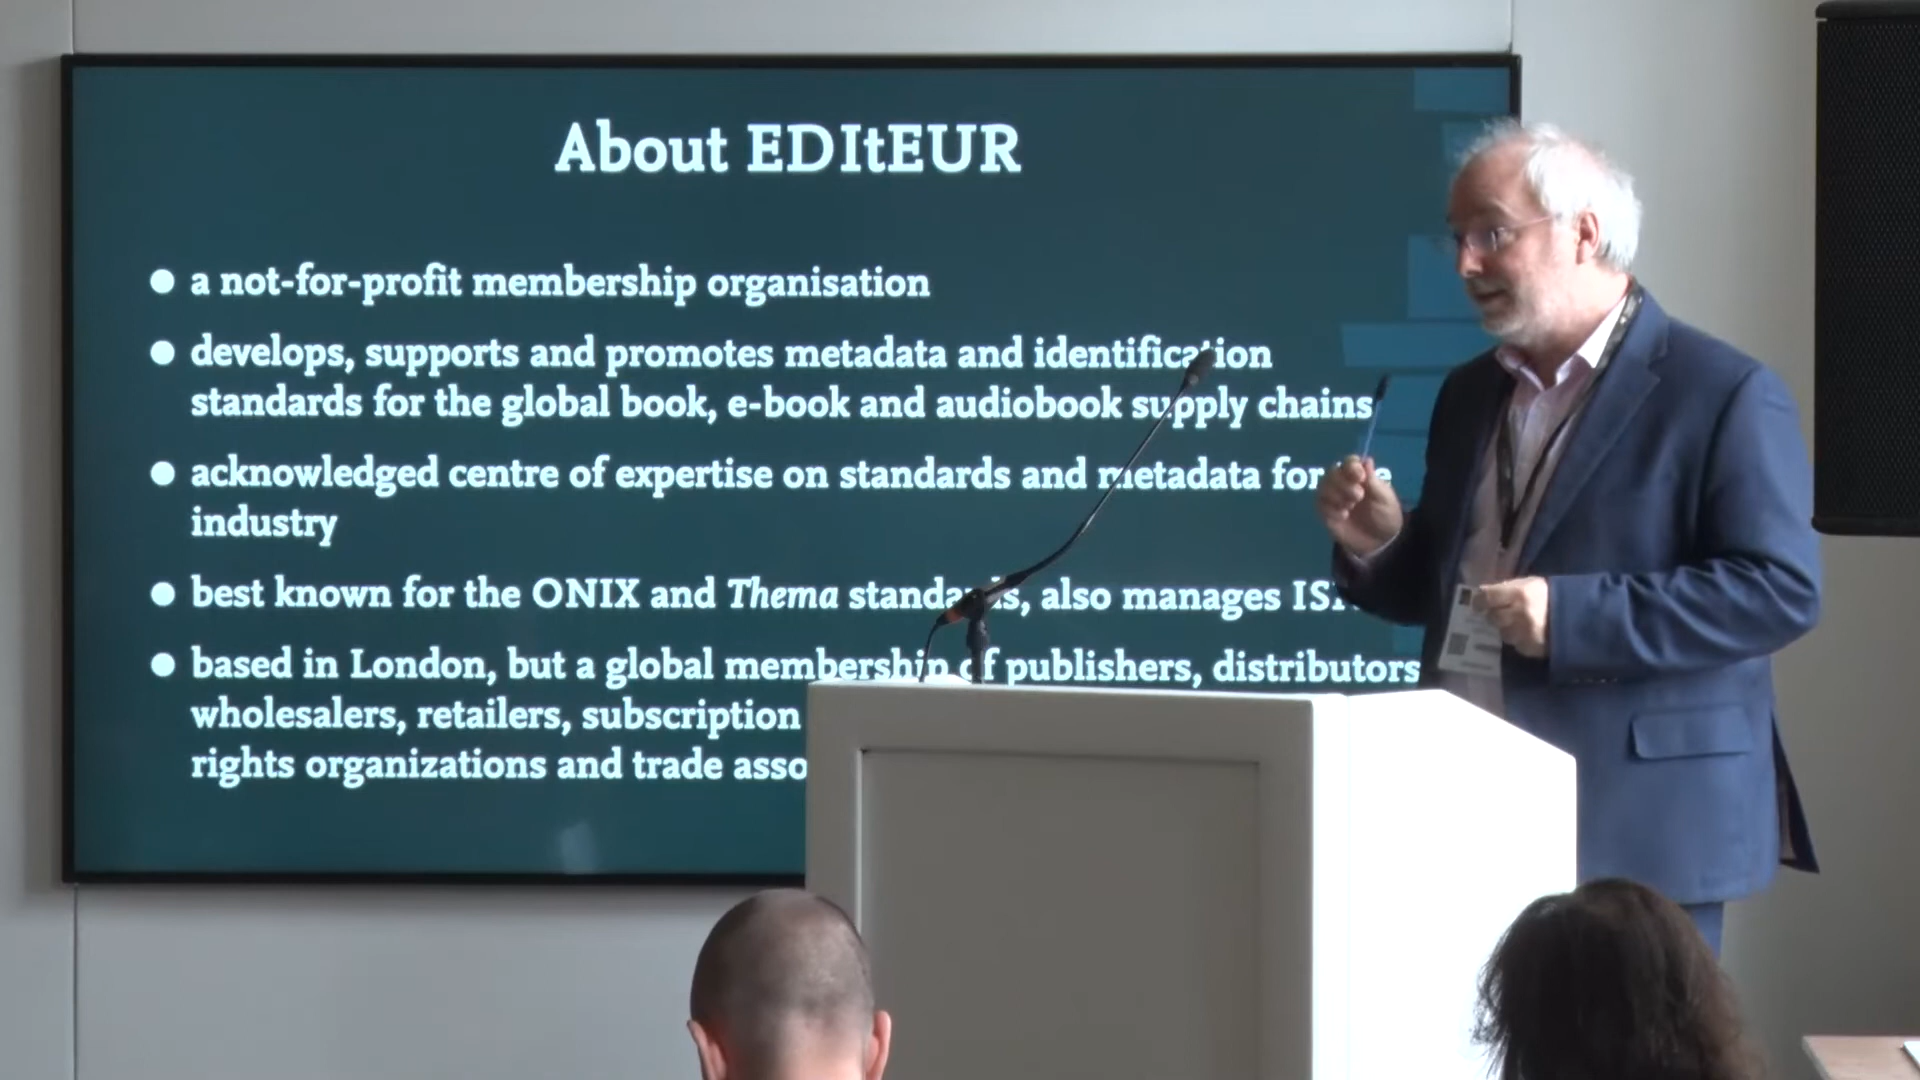 About EDItEUR
● a not-for-profit membership organisation
● develops, supports and promotes metadata and identification
standards for the global book, e-book and audiobook supply chains
● acknowledged centre of expertise on standards and metadata for
industry
● best known for the ONIX and Thema standards, also manages
● based in London, but a global membership of publishers, distributors
wholesalers, retailers, subscription
rights organizations and trade